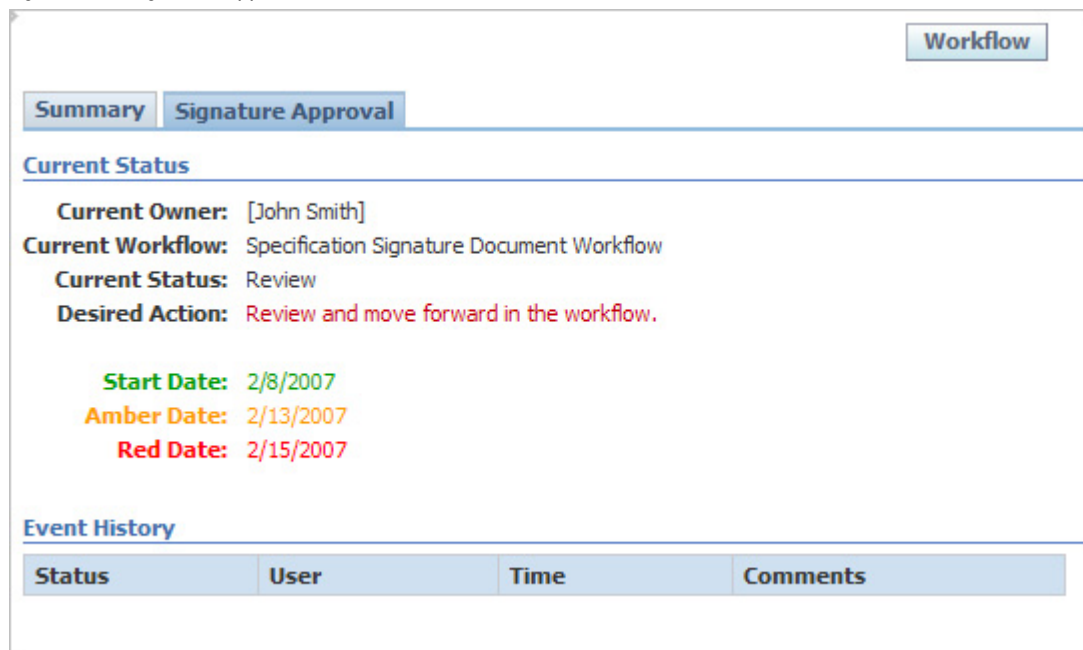 Workflow
Summary Signature Approval
Current Status
Current Owner: [John Smith]
Current Workflow: Specification Signature Document Workflow
Current Status: Review
Desired Action: Review and move forward in the workflow.
Start Date: 2/8/2007
Amber Date: 2/13/2007
Red Date: 2/15/2007
Event History
Status User Time Comments